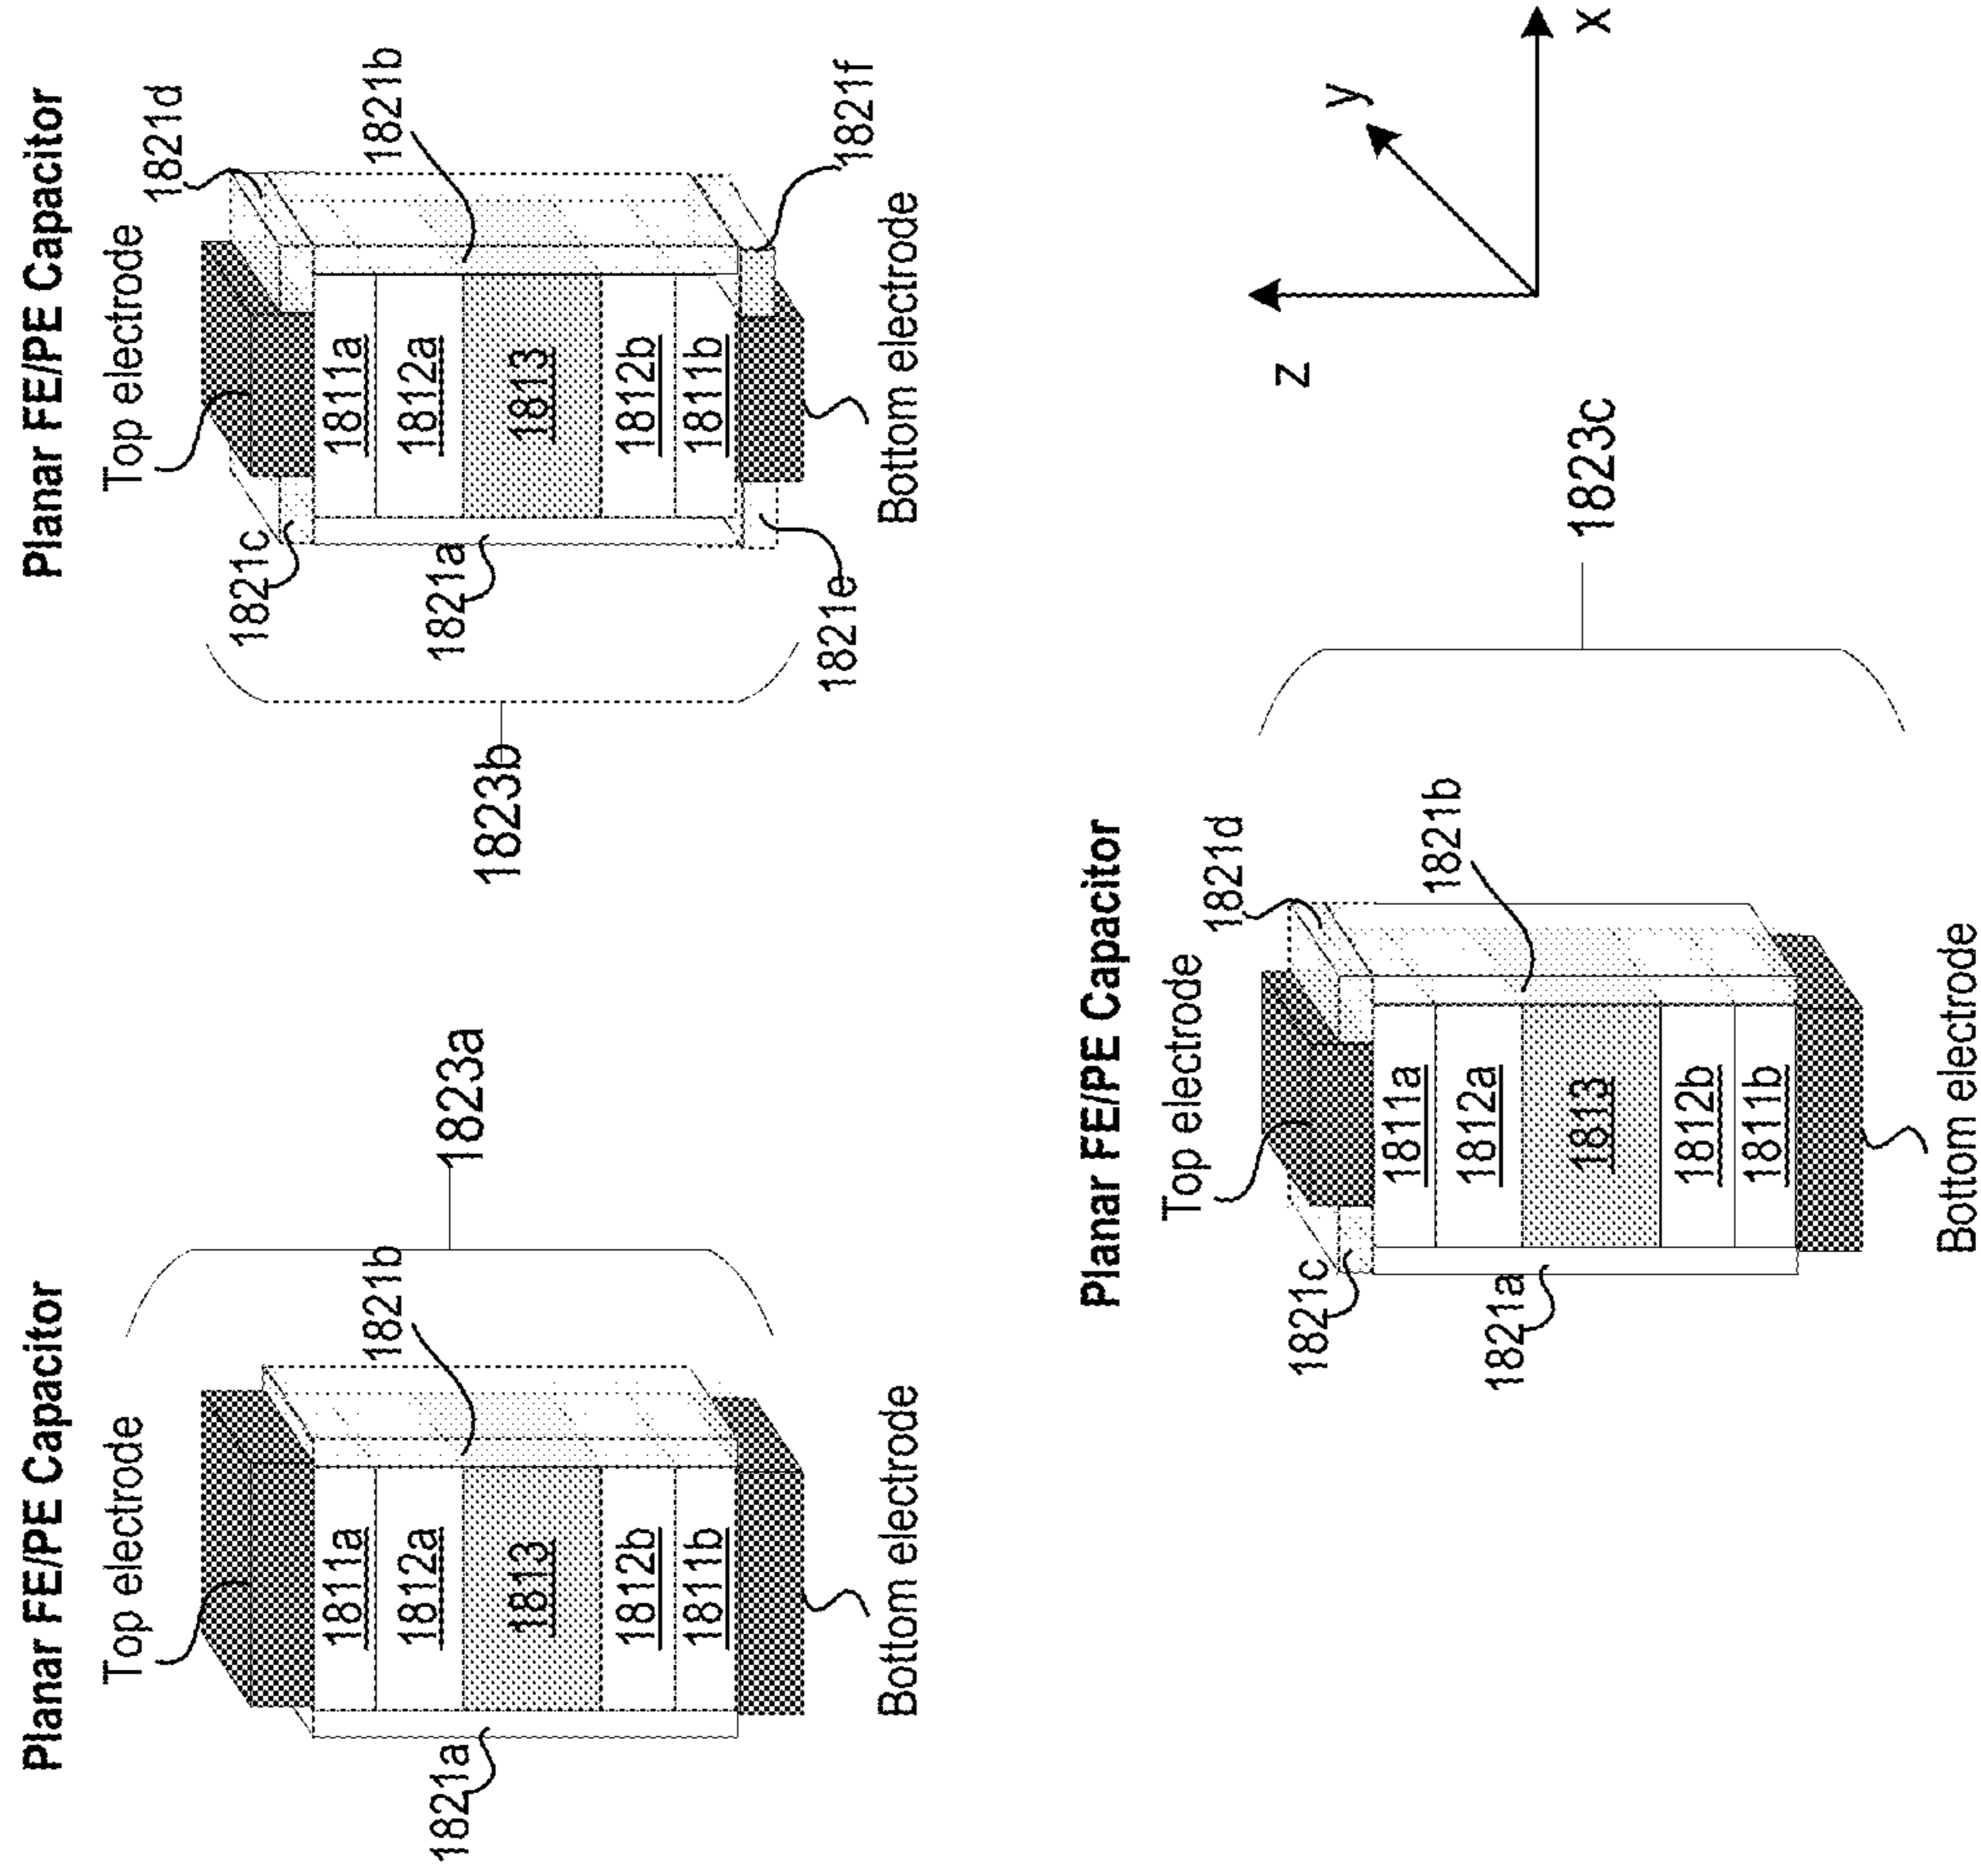 Planar FE/PE Capacitor
Top electrode
1811a
1812a
1813
1812b
1811b
1821a
1821b
Bottom electrode
1823a
Planar FE/PE Capacitor
Top electrode
1821d
1821b
1821c
1811a
1812a
1813
1812b
1811b
1821a
1821e
1821f
Bottom electrode
1823b
Planar FE/PE Capacitor
Top electrode
1821d
1821b
1821c
1811a
1812a
1813
1812b
1811b
1821a
Bottom electrode
1823c
z
y
x